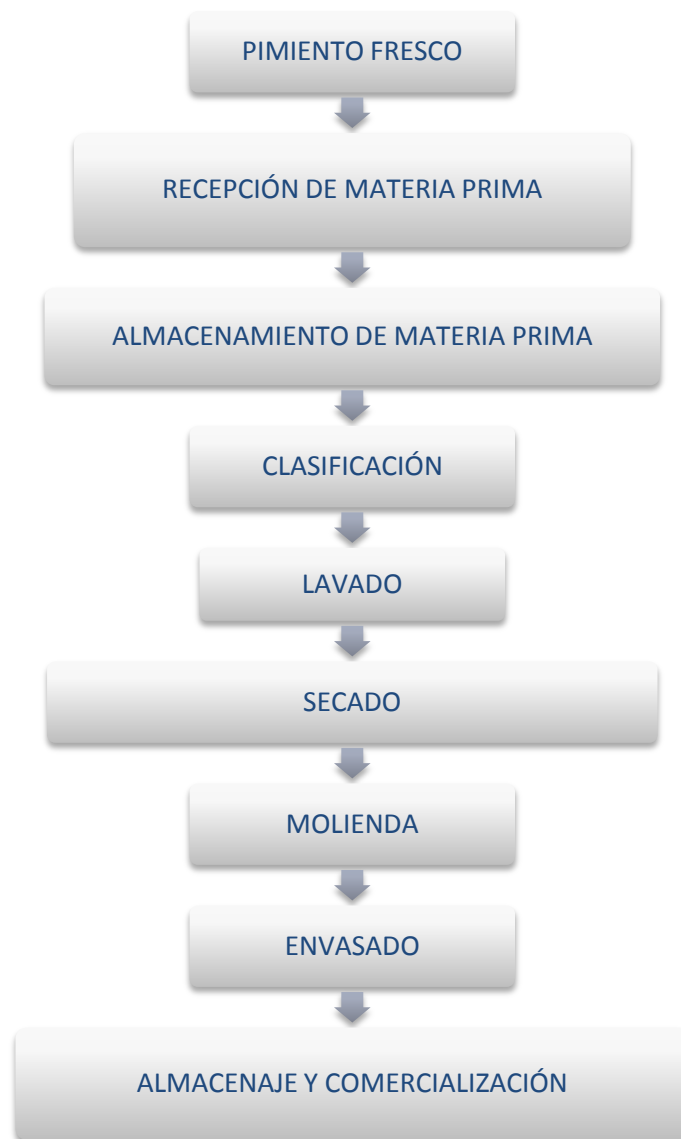 PIMIENTO FRESCO
RECEPCIÓN DE MATERIA PRIMA
ALMACENAMIENTO DE MATERIA PRIMA
CLASIFICACIÓN
LAVADO
SECADO
MOLIENDA
ENVASADO
ALMACENAJE Y COMERCIALIZACIÓN